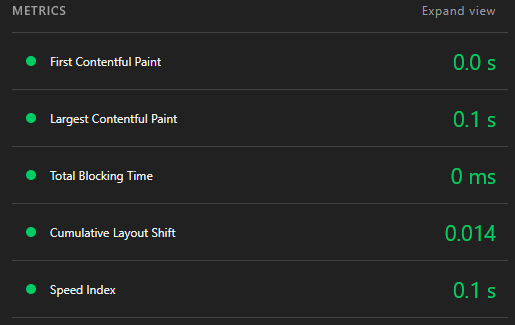 METRICS
Expand view
First Contentful Paint
0.0 s
Largest Contentful Paint
0.1 s
Total Blocking Time
0 ms
Cumulative Layout Shift
0.014
Speed Index
0.1 s